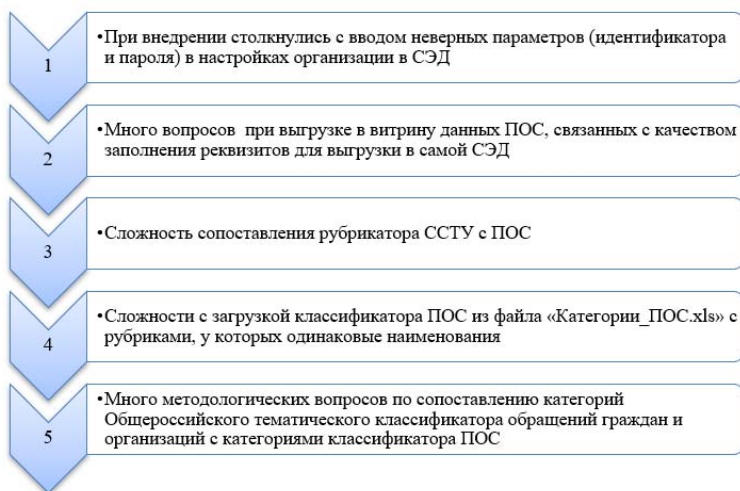 1
•При внедрении столкнулись с вводом неверных параметров (идентификатора
и пароля) в настройках организации в СЭД
2
•Много вопросов при выгрузке в витрину данных ПОС, связанных с качеством
заполнения реквизитов для выгрузки в самой СЭД
3
•Сложность сопоставления рубрикатора ССТУ с ПОС
4
•Сложности с загрузкой классификатора ПОС из файла «Категории_ПОС.xls» с
рубриками, у которых одинаковые наименования
5
•Много методологических вопросов по сопоставлению категорий
Общероссийского тематического классификатора обращений граждан и
организаций с категориями классификатора ПОС